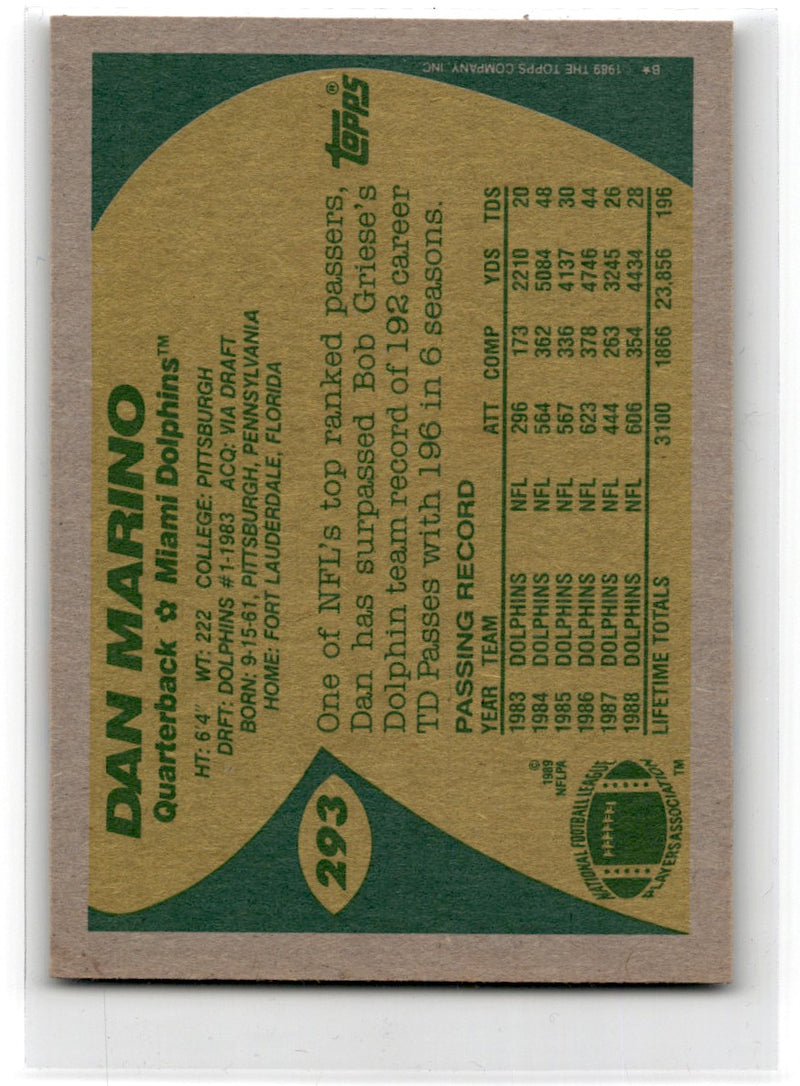 DAN MARINO
Quarterback ✿ Miami Dolphins™
HT: 6'4" WT: 222 COLLEGE: PITTSBURGH
DRFT: DOLPHINS #1-1983 ACQ: VIA DRAFT
BORN: 9-15-61, PITTSBURGH, PENNSYLVANIA
HOME: FORT LAUDERDALE, FLORIDA
293
One of NFL's top ranked passers,
Dan has surpassed Bob Griese's
Dolphin team record of 192 career
TD Passes with 196 in 6 seasons.
topps®
PASSING RECORD
YEAR TEAM ATT COMP YDS TDS
1983 DOLPHINS NFL 296 173 2210 20
1984 DOLPHINS NFL 564 362 5084 48
1985 DOLPHINS NFL 567 336 4137 30
1986 DOLPHINS NFL 623 378 4746 44
1987 DOLPHINS NFL 444 263 3245 26
1988 DOLPHINS NFL 606 354 4434 28
LIFETIME TOTALS 3100 1866 23,856 196
© 1989 NFLPA
NATIONAL FOOTBALL LEAGUE
PLAYERS ASSOCIATION
™
B* ©1989 THE TOPPS COMPANY, INC.